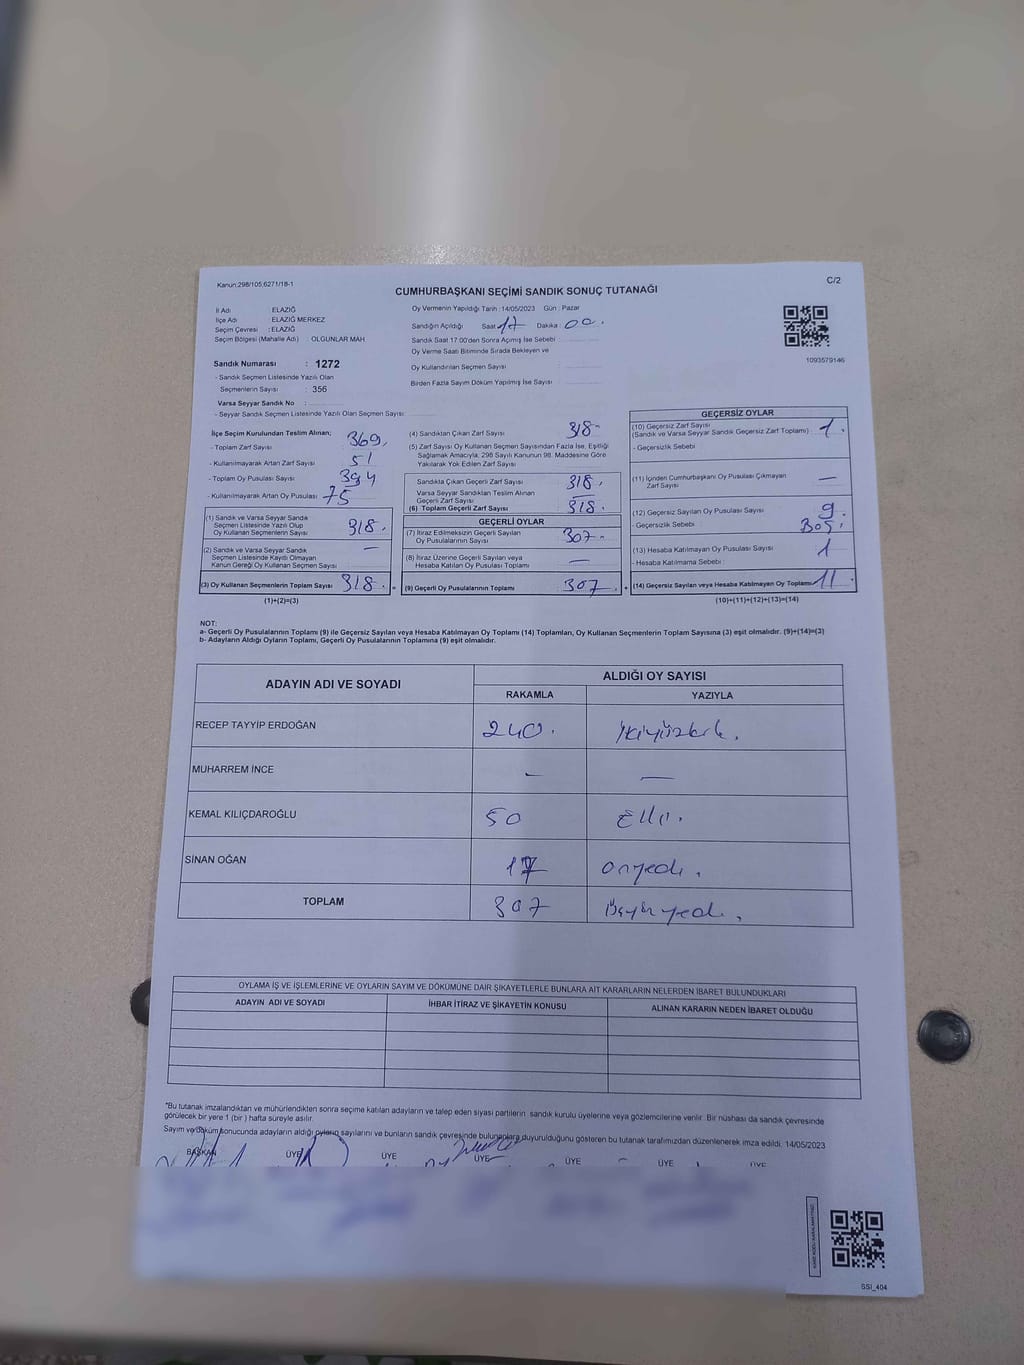 Kanun:298/105,6271/18-1
C/2
CUMHURBAŞKANI SEÇİMİ SANDIK SONUÇ TUTANAĞI
İl Adı : ELAZIĞ
İlçe Adı : ELAZIĞ MERKEZ
Seçim Çevresi : ELAZIĞ
Seçim Bölgesi (Mahalle Adı) : OLGUNLAR MAH
Sandık Numarası : 1272
- Sandık Seçmen Listesinde Yazılı Olan
Seçmenlerin Sayısı : 356
Varsa Seyyar Sandık No :
- Seyyar Sandık Seçmen Listesinde Yazılı Olan Seçmen Sayısı:
Oy Vermenin Yapıldığı Tarih : 14/05/2023 Gün : Pazar
Sandığın Açıldığı Saat 17 Dakika : 00.
Sandık Saat 17:00'den Sonra Açılmış İse Sebebi :
Oy Verme Saati Bitiminde Sırada Bekleyen ve
Oy Kullandırılan Seçmen Sayısı :
Birden Fazla Sayım Döküm Yapılmış İse Sayısı :
1093579146
İlçe Seçim Kurulundan Teslim Alınan;
- Toplam Zarf Sayısı : 369.
- Kullanılmayarak Artan Zarf Sayısı : 51
- Toplam Oy Pusulası Sayısı : 394
- Kullanılmayarak Artan Oy Pusulası : 75
(1) Sandık ve Varsa Seyyar Sandık
Seçmen Listesinde Yazılı Olup
Oy Kullanan Seçmenlerin Sayısı 318.
(2) Sandık ve Varsa Seyyar Sandık
Seçmen Listesinde Kayıtlı Olmayan
Kanun Gereği Oy Kullanan Seçmen Sayısı —
(3) Oy Kullanan Seçmenlerin Toplam Sayısı 318. =
(1)+(2)=(3)
(4) Sandıktan Çıkan Zarf Sayısı 318
(5) Zarf Sayısı Oy Kullanan Seçmen Sayısından Fazla İse, Eşitliği
Sağlamak Amacıyla, 298 Sayılı Kanunun 98. Maddesine Göre
Yakılarak Yok Edilen Zarf Sayısı
Sandıkta Çıkan Geçerli Zarf Sayısı 318.
Varsa Seyyar Sandıktan Teslim Alınan
Geçerli Zarf Sayısı —
(6) Toplam Geçerli Zarf Sayısı 318.
GEÇERLİ OYLAR
(7) İtiraz Edilmeksizin Geçerli Sayılan
Oy Pusulalarının Sayısı: 307
(8) İtiraz Üzerine Geçerli Sayılan veya
Hesaba Katılan Oy Pusulaları Toplamı —
(9) Geçerli Oy Pusulalarının Toplamı 307. +
GEÇERSİZ OYLAR
(10) Geçersiz Zarf Sayısı
(Sandık ve Varsa Seyyar Sandık Geçersiz Zarf Toplamı) : 1.
- Geçersizlik Sebebi :
(11) İçinden Cumhurbaşkanı Oy Pusulası Çıkmayan
Zarf Sayısı —
(12) Geçersiz Sayılan Oy Pusulası Sayısı : 9.
- Geçersizlik Sebebi :
(13) Hesaba Katılmayan Oy Pusulası Sayısı : 1
- Hesaba Katılmama Sebebi :
(14) Geçersiz Sayılan veya Hesaba Katılmayan Oy Toplamı 11.
(10)+(11)+(12)+(13)=(14)
NOT:
a- Geçerli Oy Pusulalarının Toplamı (9) ile Geçersiz Sayılan veya Hesaba Katılmayan Oy Toplamı (14) Toplamları, Oy Kullanan Seçmenlerin Toplam Sayısına (3) eşit olmalıdır. (9)+(14)=(3)
b- Adayların Aldığı Oyların Toplamı, Geçerli Oy Pusulalarının Toplamına (9) eşit olmalıdır.
ADAYIN ADI VE SOYADI
ALDIĞI OY SAYISI
RAKAMLA YAZIYLA
RECEP TAYYİP ERDOĞAN 240. İkiyüzkırk.
MUHARREM İNCE — —
KEMAL KILIÇDAROĞLU 50 Elli.
SİNAN OĞAN 17 Onyedi.
TOPLAM 307
OYLAMA İŞ VE İŞLEMLERİNE VE OYLARIN SAYIM VE DÖKÜMÜNE DAİR ŞİKAYETLERLE BUNLARA AİT KARARLARIN NELERDEN İBARET BULUNDUKLARI
ADAYIN ADI VE SOYADI İHBAR İTİRAZ VE ŞİKAYETİN KONUSU ALINAN KARARIN NEDEN İBARET OLDUĞU
*Bu tutanak imzalandıktan ve mühürlendikten sonra seçime katılan adayların ve talep eden siyasi partilerin sandık kurulu üyelerine veya gözlemcilerine verilir. Bir nüshası da sandık çevresinde
görülecek bir yere 1 (bir) hafta süreyle asılır.
Sayım ve döküm sonucunda adayların aldığı oyların sayılarını ve bunların sandık çevresinde bulunanlara duyurulduğunu gösteren bu tutanak tarafımızdan düzenlenerek imza edildi. 14/05/2023
BAŞKAN ÜYE ÜYE ÜYE ÜYE ÜYE ÜYE
SSI_404